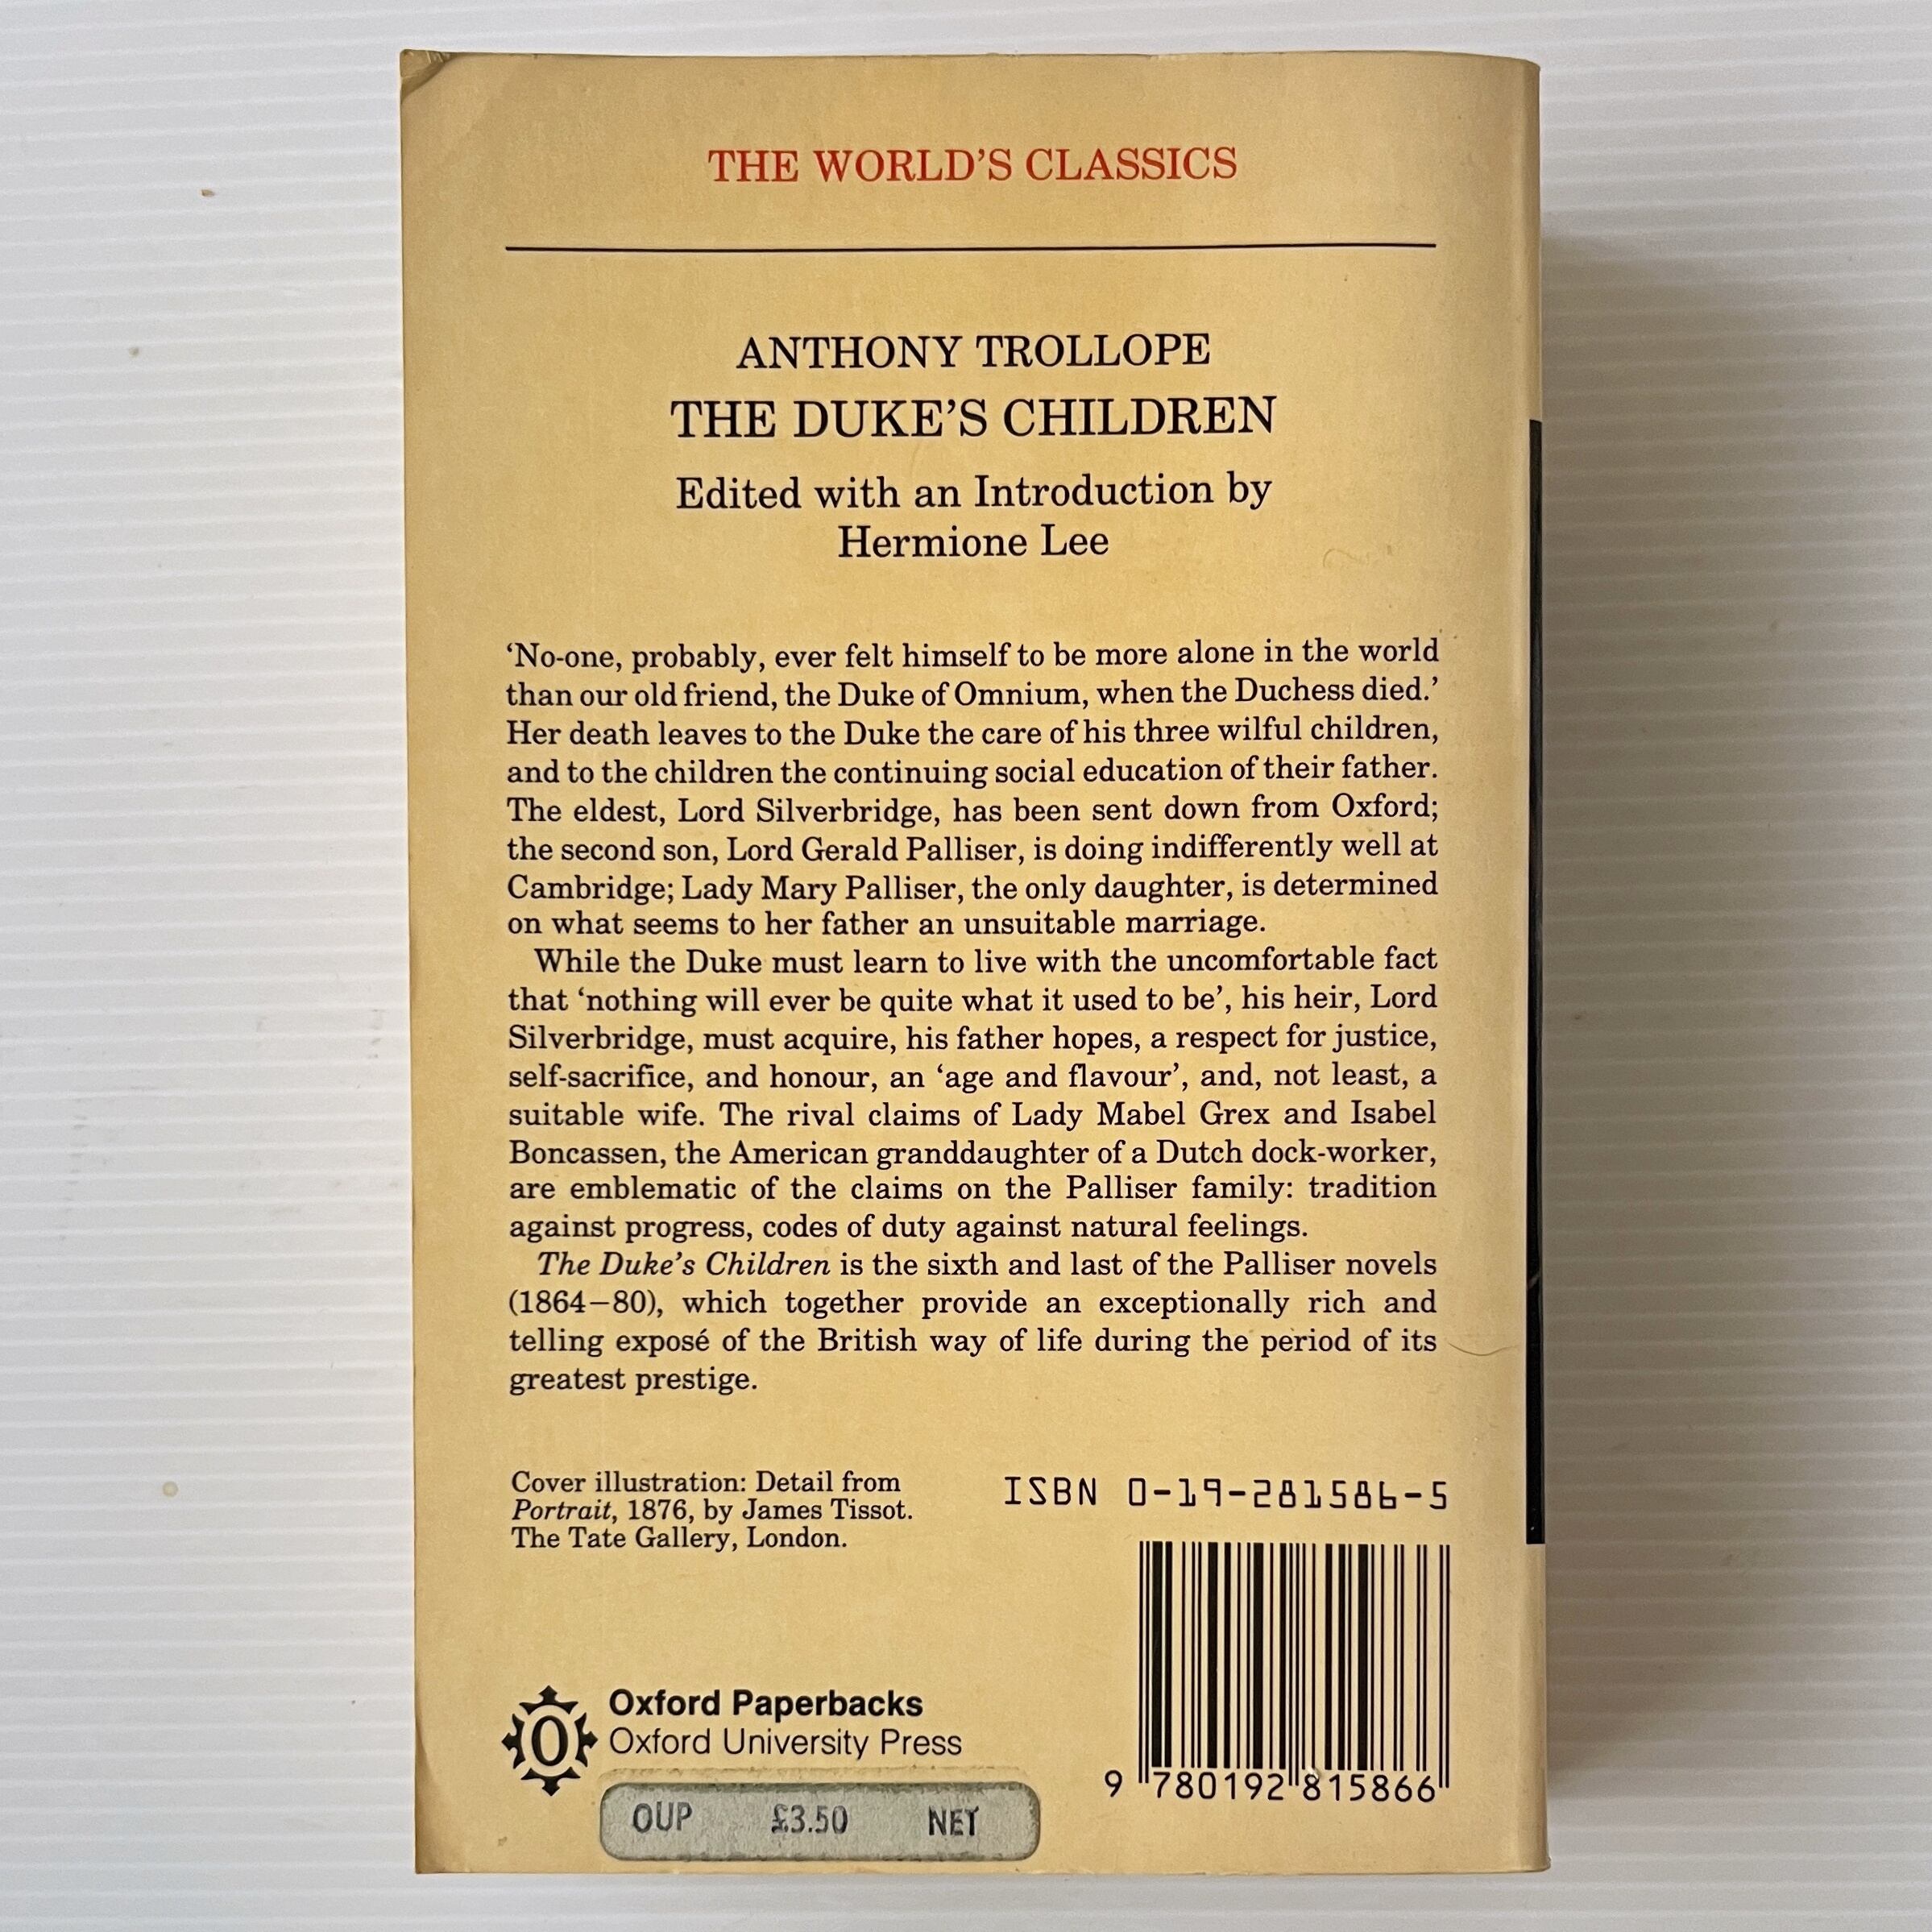 THE WORLD'S CLASSICS
ANTHONY TROLLOPE
THE DUKE'S CHILDREN
Edited with an Introduction by
Hermione Lee
‘No-one, probably, ever felt himself to be more alone in the world
than our old friend, the Duke of Omnium, when the Duchess died.’
Her death leaves to the Duke the care of his three wilful children,
and to the children the continuing social education of their father.
The eldest, Lord Silverbridge, has been sent down from Oxford;
the second son, Lord Gerald Palliser, is doing indifferently well at
Cambridge; Lady Mary Palliser, the only daughter, is determined
on what seems to her father an unsuitable marriage.
While the Duke must learn to live with the uncomfortable fact
that ‘nothing will ever be quite what it used to be’, his heir, Lord
Silverbridge, must acquire, his father hopes, a respect for justice,
self-sacrifice, and honour, an ‘age and flavour’, and, not least, a
suitable wife. The rival claims of Lady Mabel Grex and Isabel
Boncassen, the American granddaughter of a Dutch dock-worker,
are emblematic of the claims on the Palliser family: tradition
against progress, codes of duty against natural feelings.
The Duke's Children is the sixth and last of the Palliser novels
(1864–80), which together provide an exceptionally rich and
telling exposé of the British way of life during the period of its
greatest prestige.
Cover illustration: Detail from
Portrait, 1876, by James Tissot.
The Tate Gallery, London.
ISBN 0-19-281586-5
9 780192 815866
O
Oxford Paperbacks
Oxford University Press
OUP £3.50 NET